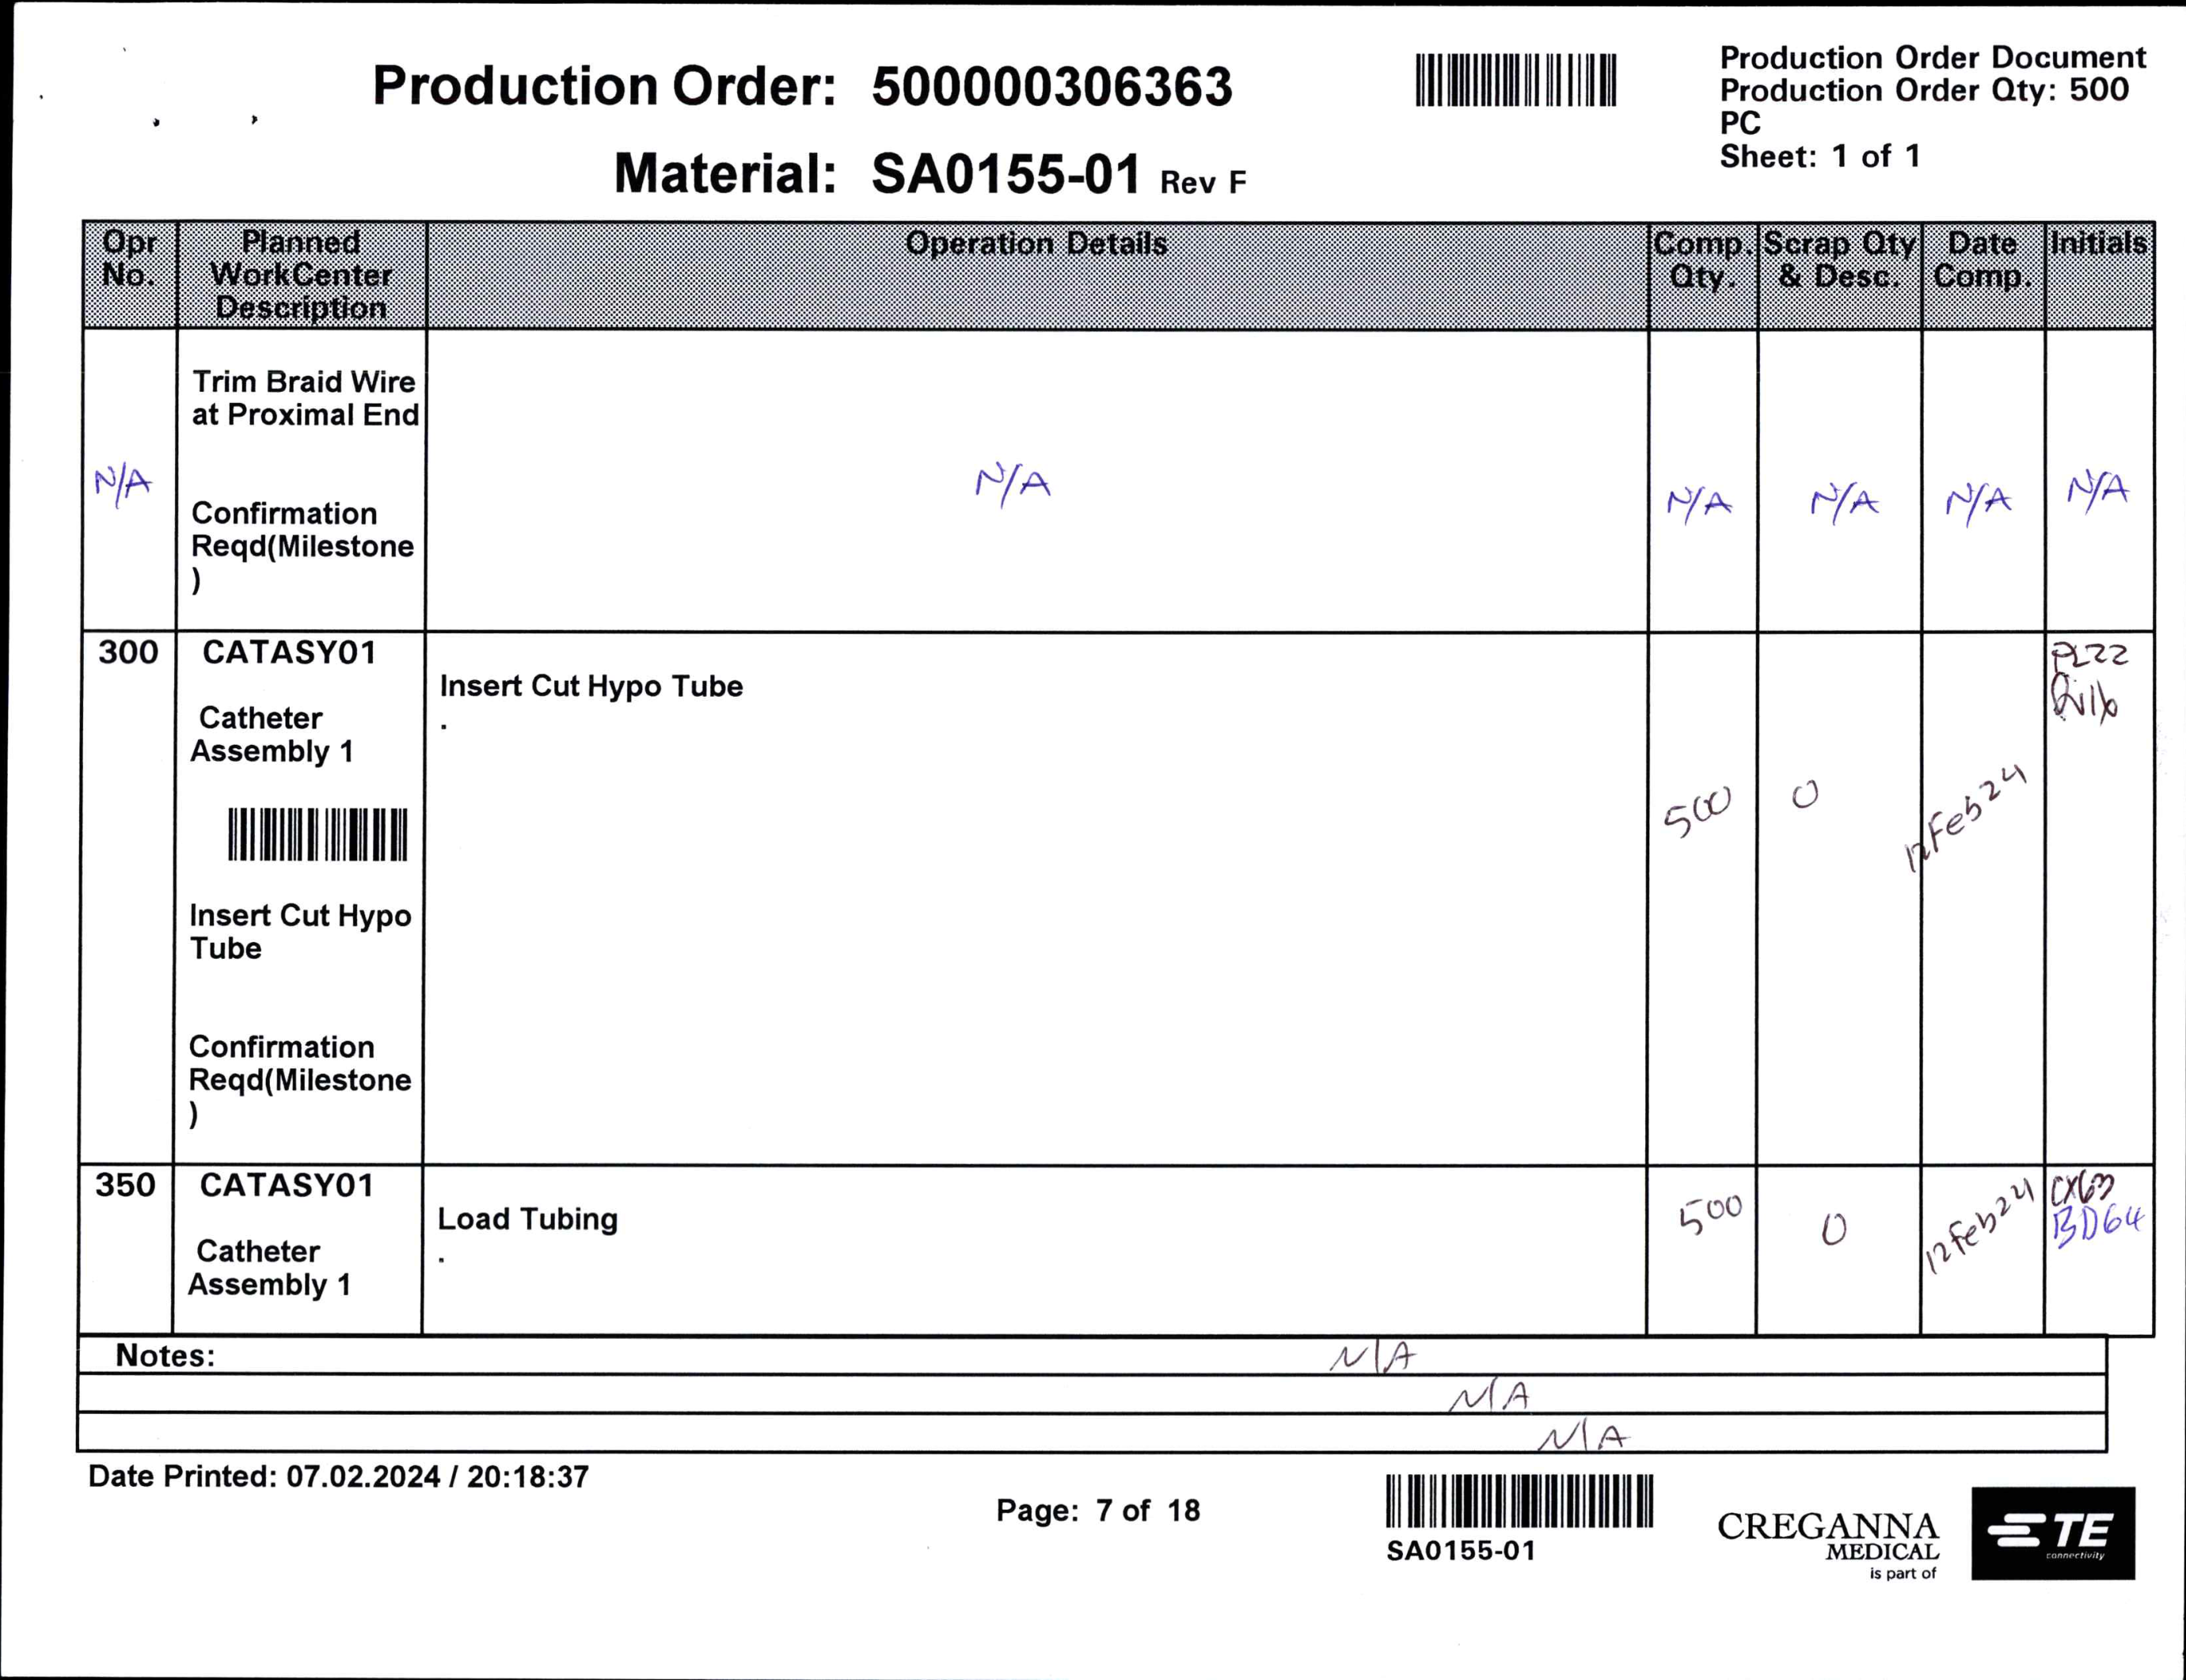 Production Order: 500000306363
Production Order Document
Production Order Qty: 500
PC
Sheet: 1 of 1
Material: SA0155-01 Rev F
Opr No. Planned WorkCenter Description Operation Details Comp. Qty. Scrap Qty & Desc. Date Comp. Initials
Trim Braid Wire
at Proximal End
N/A N/A N/A N/A N/A N/A
Confirmation
Reqd(Milestone
)
300 CATASY01 PL22
Insert Cut Hypo Tube
Catheter
.
Assembly 1
500 0 12Feb24
Insert Cut Hypo
Tube
Confirmation
Reqd(Milestone
)
350 CATASY01 500 0 12Feb24 CX63
Load Tubing BD64
Catheter
.
Assembly 1
Notes: N/A
N/A
N/A
Date Printed: 07.02.2024 / 20:18:37
Page: 7 of 18
SA0155-01
CREGANNA
MEDICAL
is part of
TE
connectivity